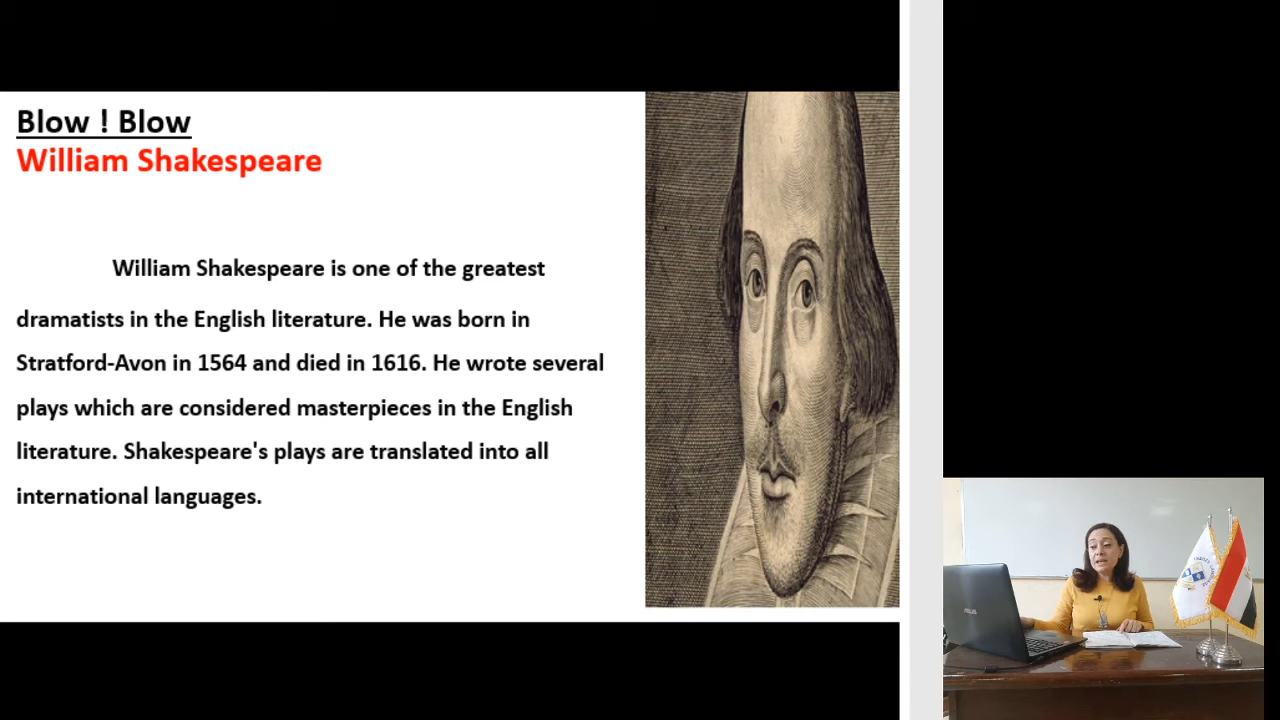 Blow ! Blow
William Shakespeare
William Shakespeare is one of the greatest
dramatists in the English literature. He was born in
Stratford-Avon in 1564 and died in 1616. He wrote several
plays which are considered masterpieces in the English
literature. Shakespeare's plays are translated into all
international languages.
ASUS